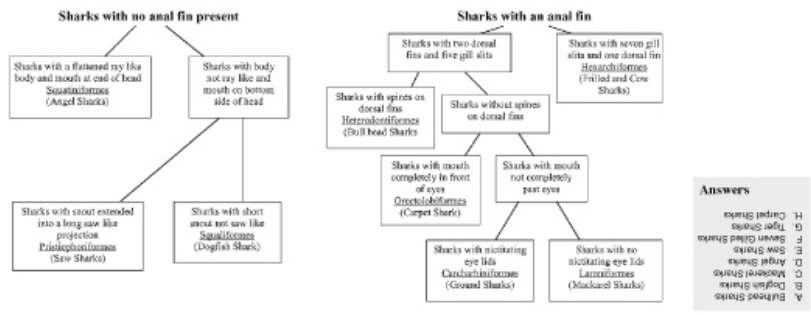 Sharks with no anal fin present
Sharks with a flattened ray like
body and mouth at end of head
Squatiniformes
(Angel Sharks)
Sharks with body
not ray like and
mouth on bottom
side of head
Sharks with snout extended
into a long saw like
projection
Pristiophoriformes
(Saw Sharks)
Sharks with short
snout not saw like
Squaliformes
(Dogfish Shark)
Sharks with an anal fin
Sharks with two dorsal
fins and five gill slits
Sharks with seven gill
slits and one dorsal fin
Hexarchiformes
(Frilled and Cow
Sharks)
Sharks with spines on
dorsal fins
Heterodontiformes
(Bull head Sharks
Sharks without spines
on dorsal fins
Sharks with mouth
completely in front
of eyes
Orectolobiformes
(Carpet Shark)
Sharks with mouth
not completely
past eyes
Sharks with nictitating
eye lids
Carcharhiniformes
(Ground Sharks)
Sharks with no
nictitating eye lids
Lamniformes
(Mackarel Sharks)
Answers
A. Bullhead Sharks
B. Dogfish Sharks
C. Mackerel Sharks
D. Angel Sharks
E. Saw Sharks
F. Seven Gilled Sharks
G. Tiger Sharks
H. Carpet Sharks